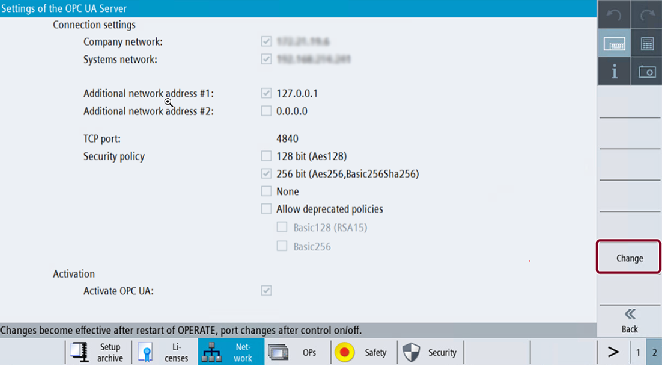 Settings of the OPC UA Server
Connection settings
Company network:
Systems network:
Additional network address #1: 127.0.0.1
Additional network address #2: 0.0.0.0
TCP port: 4840
Security policy 128 bit (Aes128)
256 bit (Aes256,Basic256Sha256)
None
Allow deprecated policies
Basic128 (RSA15)
Basic256
Activation
Activate OPC UA:
Change
Back
Changes become effective after restart of OPERATE, port changes after control on/off.
Setup archive
Li-censes
Net-work
OPs
Safety
Security
> 1 2